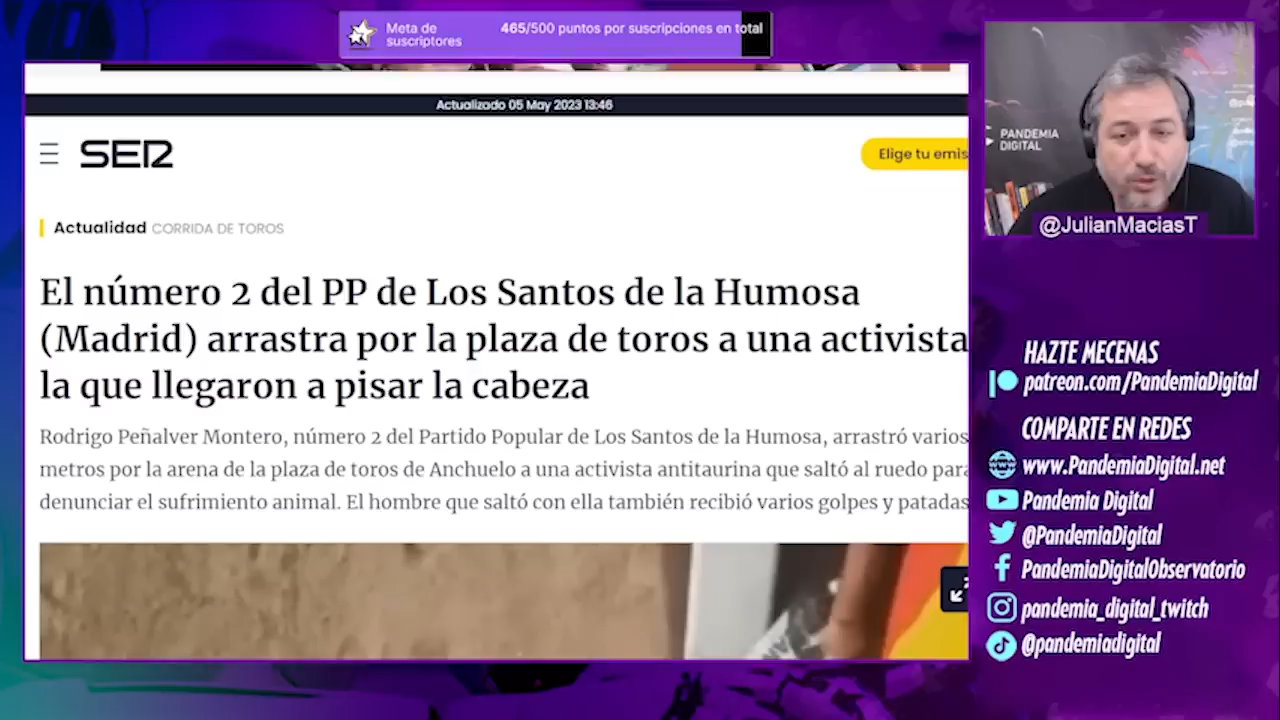 Meta de
suscriptores
465/500 puntos por suscripciones en total
Actualizado 05 May 2023 13:46
SER
Elige tu emis
Actualidad CORRIDA DE TOROS
El número 2 del PP de Los Santos de la Humosa
(Madrid) arrastra por la plaza de toros a una activista
la que llegaron a pisar la cabeza
Rodrigo Peñalver Montero, número 2 del Partido Popular de Los Santos de la Humosa, arrastró varios
metros por la arena de la plaza de toros de Anchuelo a una activista antitaurina que saltó al ruedo para
denunciar el sufrimiento animal. El hombre que saltó con ella también recibió varios golpes y patadas
PANDEMIA
DIGITAL
@JulianMaciasT
HAZTE MECENAS
patreon.com/PandemiaDigital
COMPARTE EN REDES
www.PandemiaDigital.net
Pandemia Digital
@PandemiaDigital
PandemiaDigitalObservatorio
pandemia_digital_twitch
@pandemiadigital